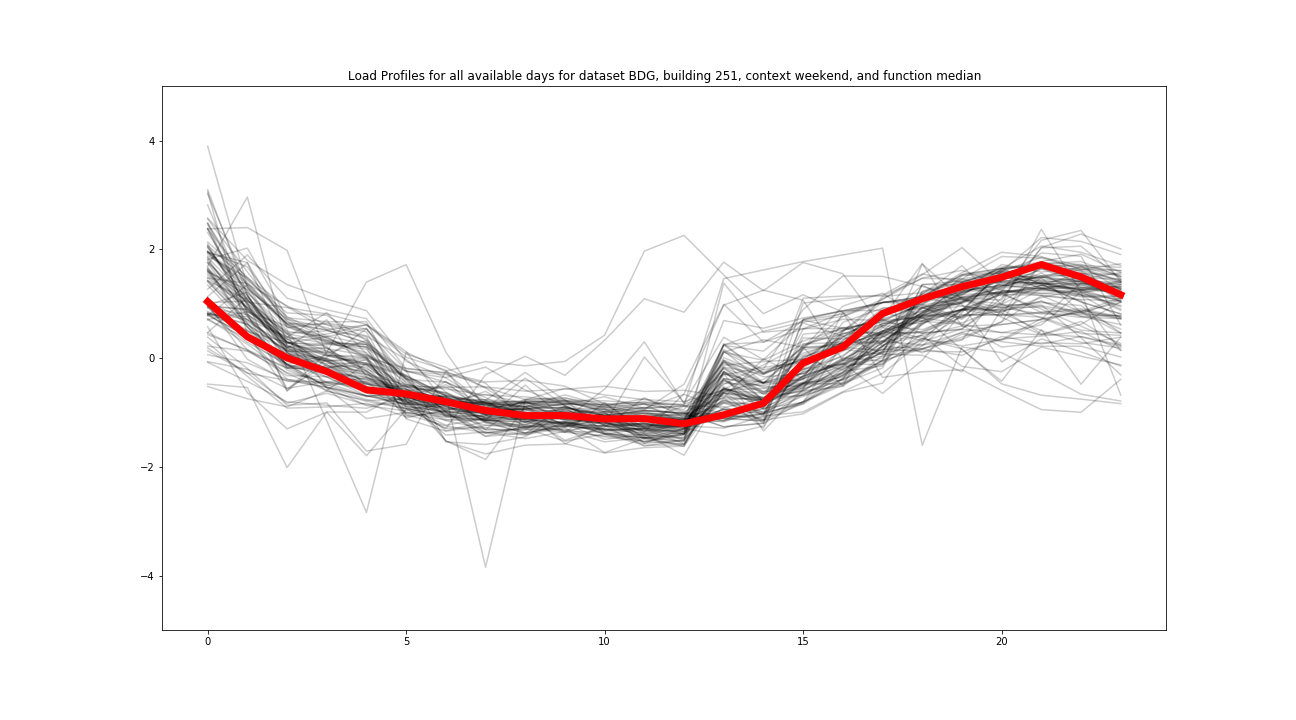 Load Profiles for all available days for dataset BDG, building 251, context weekend, and function median
4
2
0
−2
−4
0 5 10 15 20